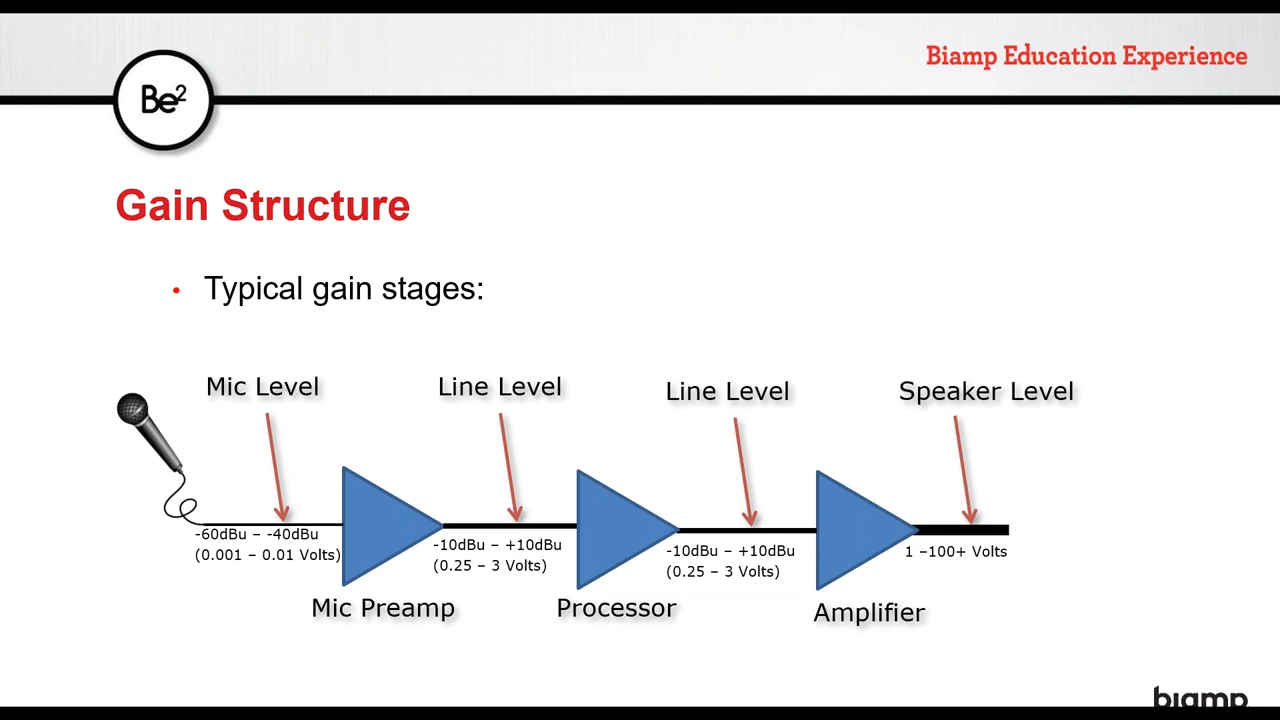 Biamp Education Experience
Be²
Gain Structure
• Typical gain stages:
Mic Level
Line Level
Line Level
Speaker Level
-60dBu – -40dBu
(0.001 – 0.01 Volts)
-10dBu – +10dBu
(0.25 – 3 Volts)
-10dBu – +10dBu
(0.25 – 3 Volts)
1 –100+ Volts
Mic Preamp
Processor
Amplifier
biamp